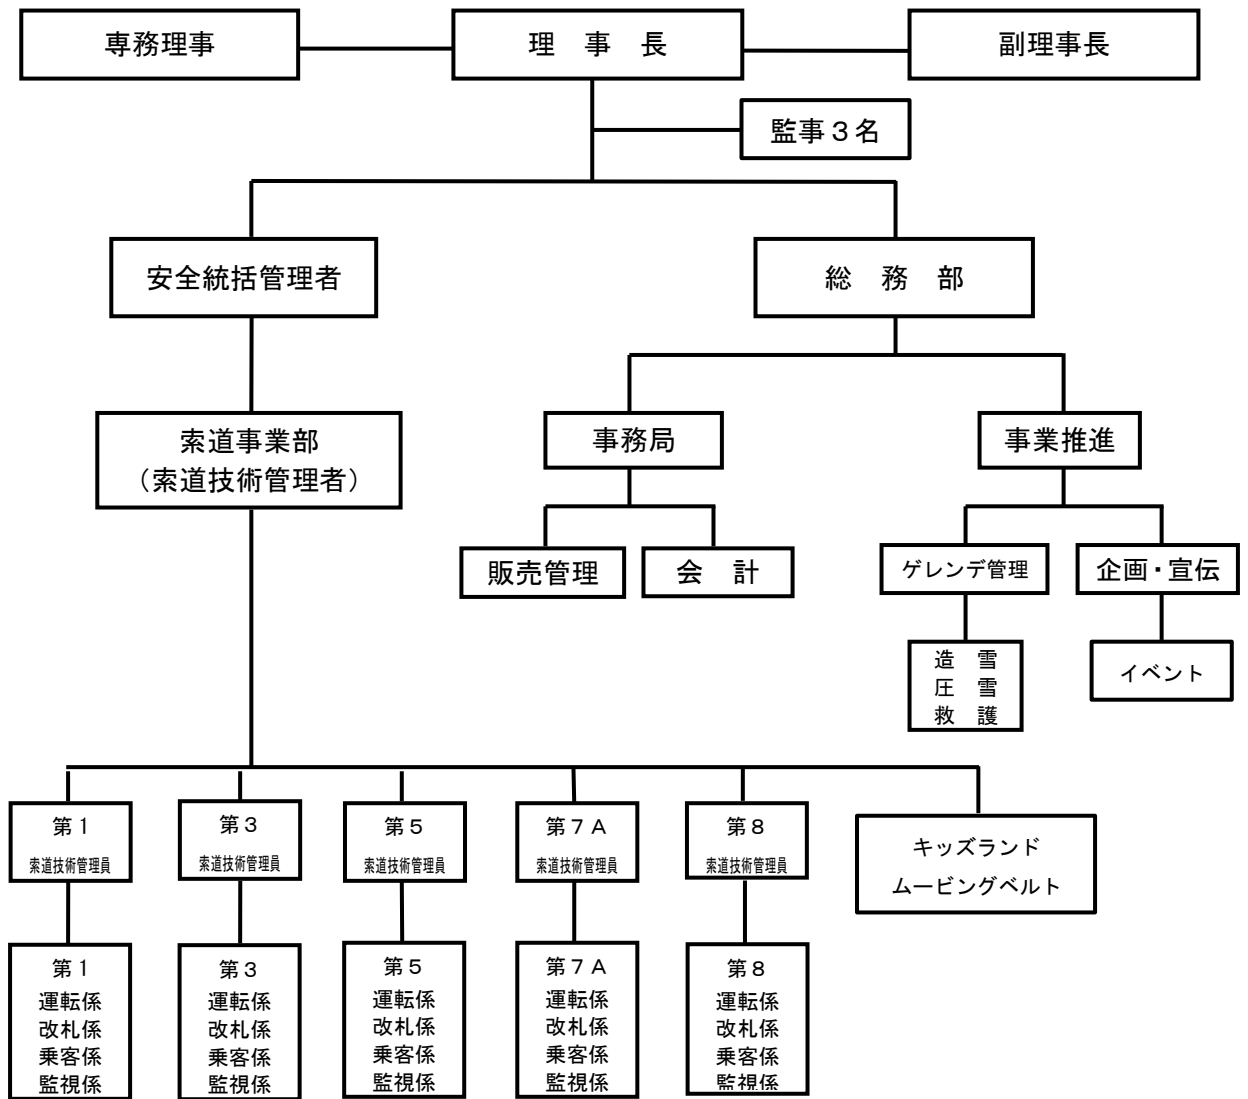 専務理事
理　事　長
副理事長
監事３名
安全統括管理者
総　務　部
索道事業部
（索道技術管理者）
事務局
事業推進
販売管理
会　計
ゲレンデ管理
企画・宣伝
造　雪
圧　雪
救　護
イベント
第１
索道技術管理員
第３
索道技術管理員
第５
索道技術管理員
第７Ａ
索道技術管理員
第８
索道技術管理員
キッズランド
ムービングベルト
第１
運転係
改札係
乗客係
監視係
第３
運転係
改札係
乗客係
監視係
第５
運転係
改札係
乗客係
監視係
第７Ａ
運転係
改札係
乗客係
監視係
第８
運転係
改札係
乗客係
監視係